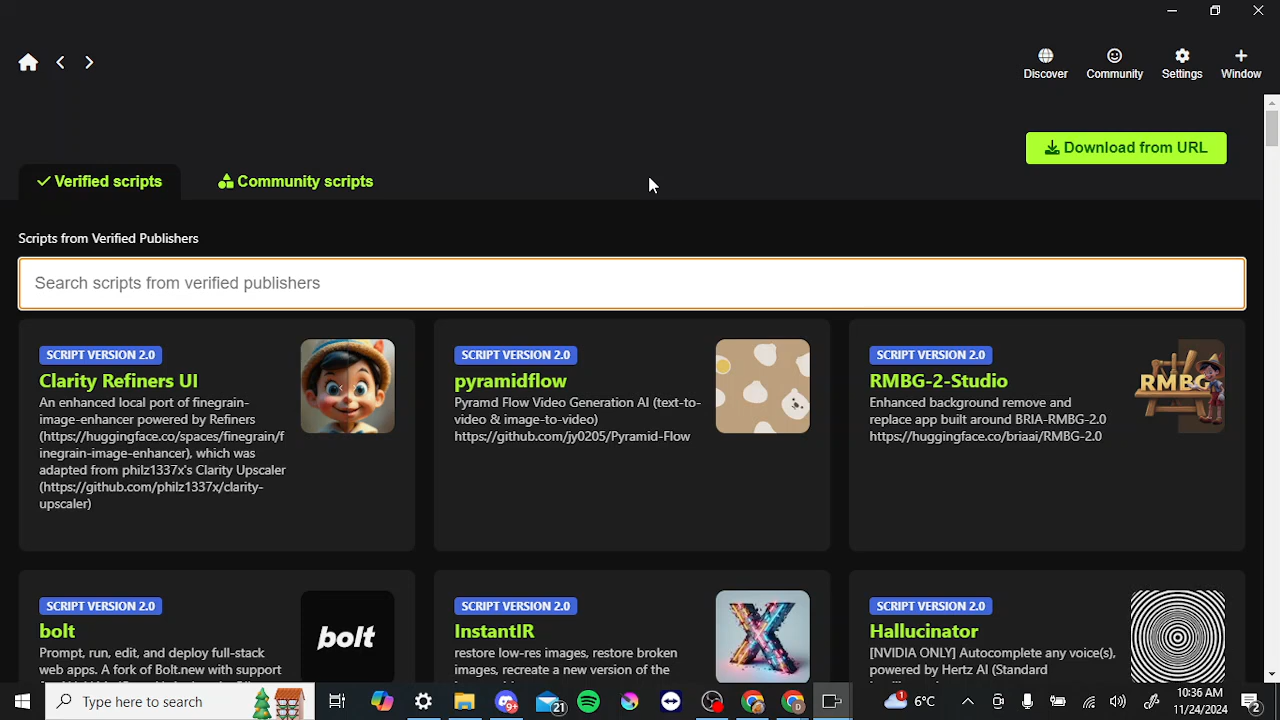 Discover
Community
Settings
Window
Download from URL
Verified scripts
Community scripts
Scripts from Verified Publishers
Search scripts from verified publishers
SCRIPT VERSION 2.0
Clarity Refiners UI
An enhanced local port of finegrain-
image-enhancer powered by Refiners
(https://huggingface.co/spaces/finegrain/f
inegrain-image-enhancer), which was
adapted from philz1337x's Clarity Upscaler
(https://github.com/philz1337x/clarity-
upscaler)
SCRIPT VERSION 2.0
pyramidflow
Pyramd Flow Video Generation AI (text-to-
video & image-to-video)
https://github.com/jy0205/Pyramid-Flow
SCRIPT VERSION 2.0
RMBG-2-Studio
Enhanced background remove and
replace app built around BRIA-RMBG-2.0
https://huggingface.co/briaai/RMBG-2.0
RMBG
SCRIPT VERSION 2.0
bolt
Prompt, run, edit, and deploy full-stack
web apps. A fork of Bolt.new with support
bolt
SCRIPT VERSION 2.0
InstantIR
restore low-res images, restore broken
images, recreate a new version of the
SCRIPT VERSION 2.0
Hallucinator
[NVIDIA ONLY] Autocomplete any voice(s),
powered by Hertz AI (Standard
Type here to search
9+
21
1
6°C
10:36 AM
11/24/2024
2